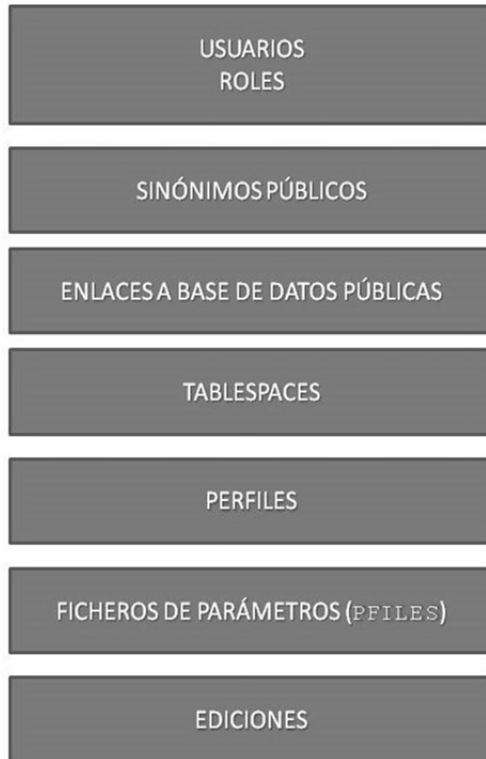 USUARIOS
ROLES
SINÓNIMOS PÚBLICOS
ENLACES A BASE DE DATOS PÚBLICAS
TABLESPACES
PERFILES
FICHEROS DE PARÁMETROS (PFILES)
EDICIONES